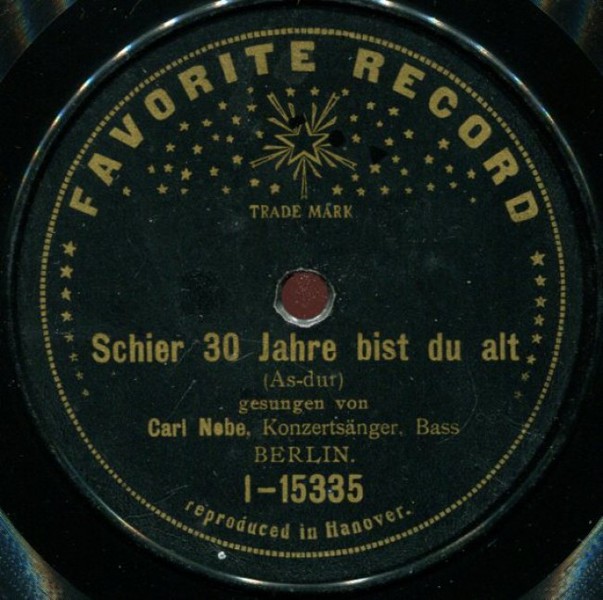 FAVORITE RECORD
TRADE MARK
Schier 30 Jahre bist du alt
(As-dur)
gesungen von
Carl Nebe, Konzertsänger, Bass
BERLIN.
1-15335
reproduced in Hanover.